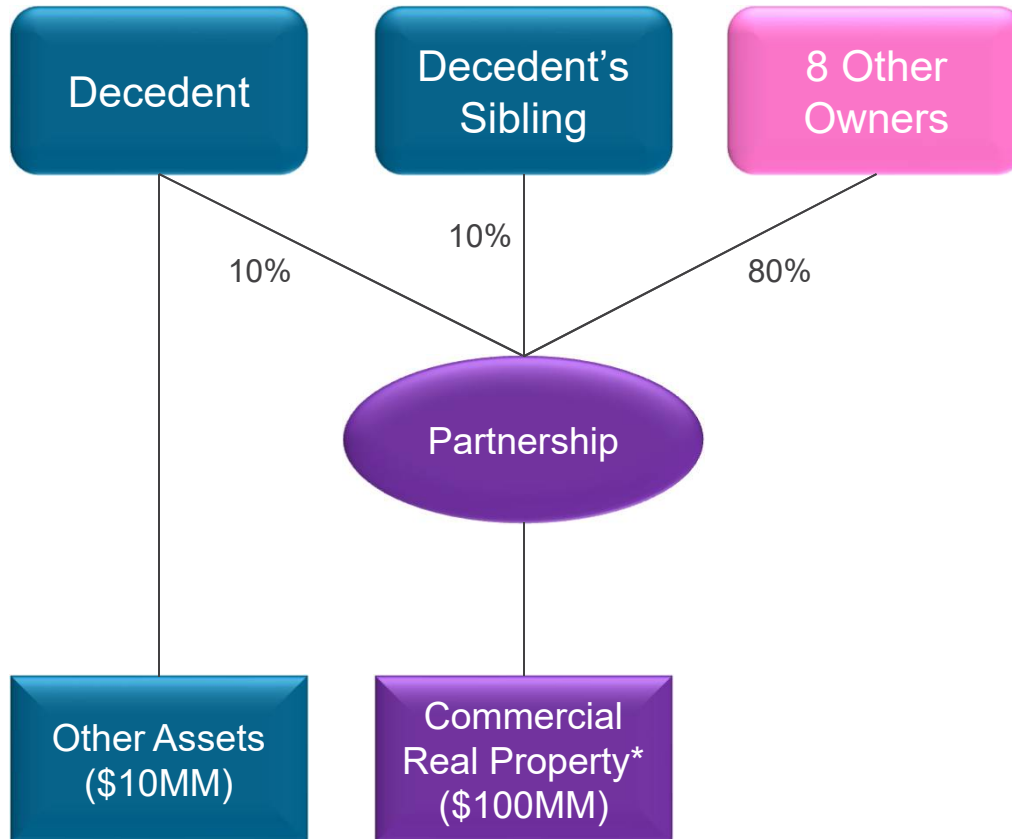 Decedent
Decedent’s
Sibling
8 Other
Owners
10%
10%
80%
Partnership
Other Assets
($10MM)
Commercial
Real Property*
($100MM)